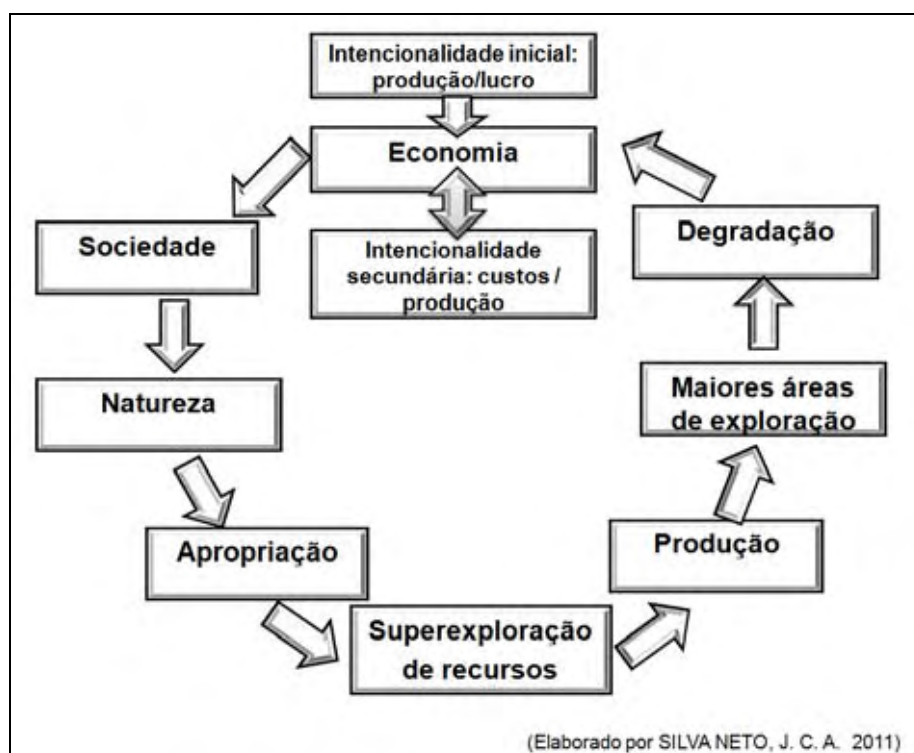 Intencionalidade inicial:
produção/lucro
Economia
Intencionalidade
secundária: custos /
produção
Sociedade
Natureza
Apropriação
Superexploração
de recursos
Produção
Maiores áreas
de exploração
Degradação
(Elaborado por SILVA NETO, J. C. A. 2011)